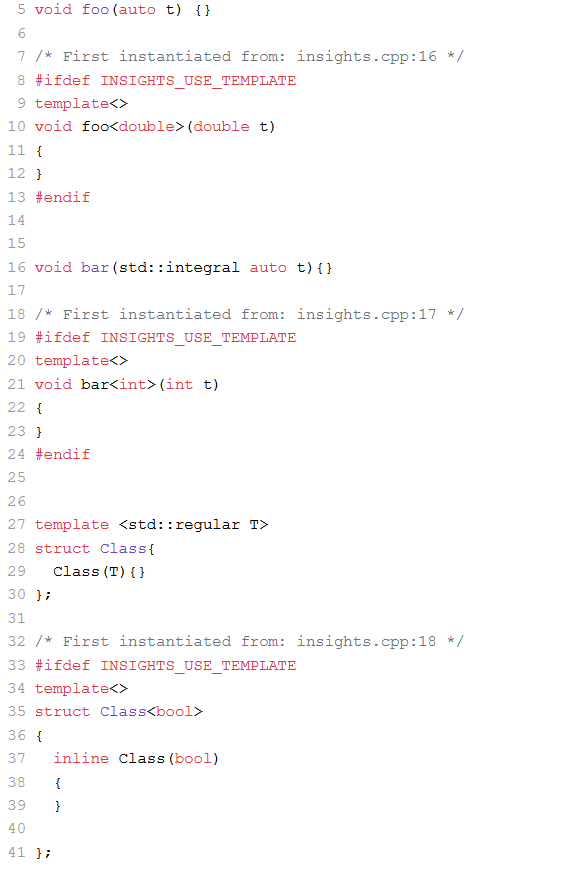 5 void foo(auto t) {}
6
7 /* First instantiated from: insights.cpp:16 */
8 #ifdef INSIGHTS_USE_TEMPLATE
9 template<>
10 void foo<double>(double t)
11 {
12 }
13 #endif
14
15
16 void bar(std::integral auto t){}
17
18 /* First instantiated from: insights.cpp:17 */
19 #ifdef INSIGHTS_USE_TEMPLATE
20 template<>
21 void bar<int>(int t)
22 {
23 }
24 #endif
25
26
27 template <std::regular T>
28 struct Class{
29   Class(T){}
30 };
31
32 /* First instantiated from: insights.cpp:18 */
33 #ifdef INSIGHTS_USE_TEMPLATE
34 template<>
35 struct Class<bool>
36 {
37   inline Class(bool)
38   {
39   }
40
41 };